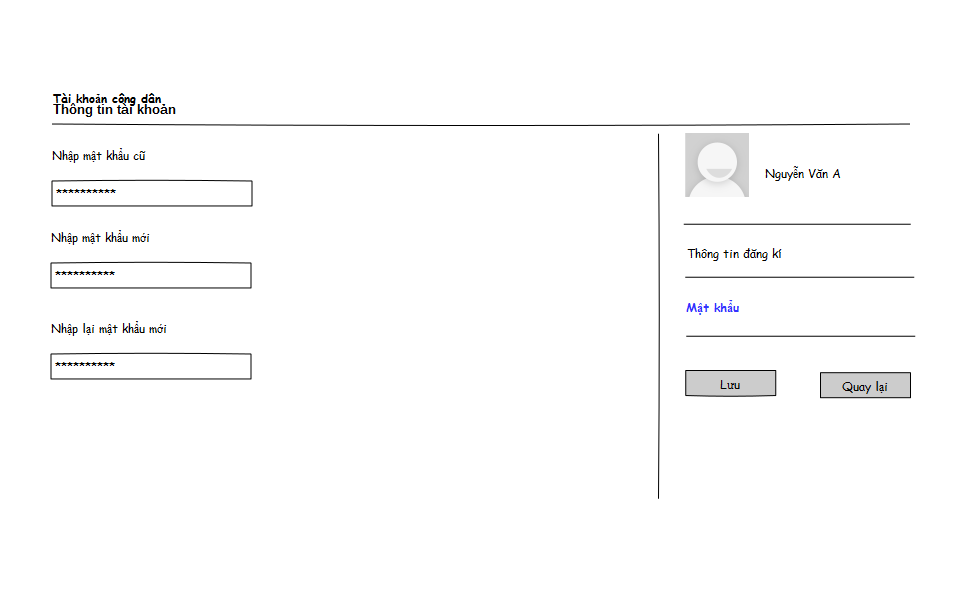 Tài khoản công dân
Thông tin tài khoản
Nhập mật khẩu cũ
**********
Nhập mật khẩu mới
**********
Nhập lại mật khẩu mới
**********
Nguyễn Văn A
Thông tin đăng kí
Mật khẩu
Lưu
Quay lại